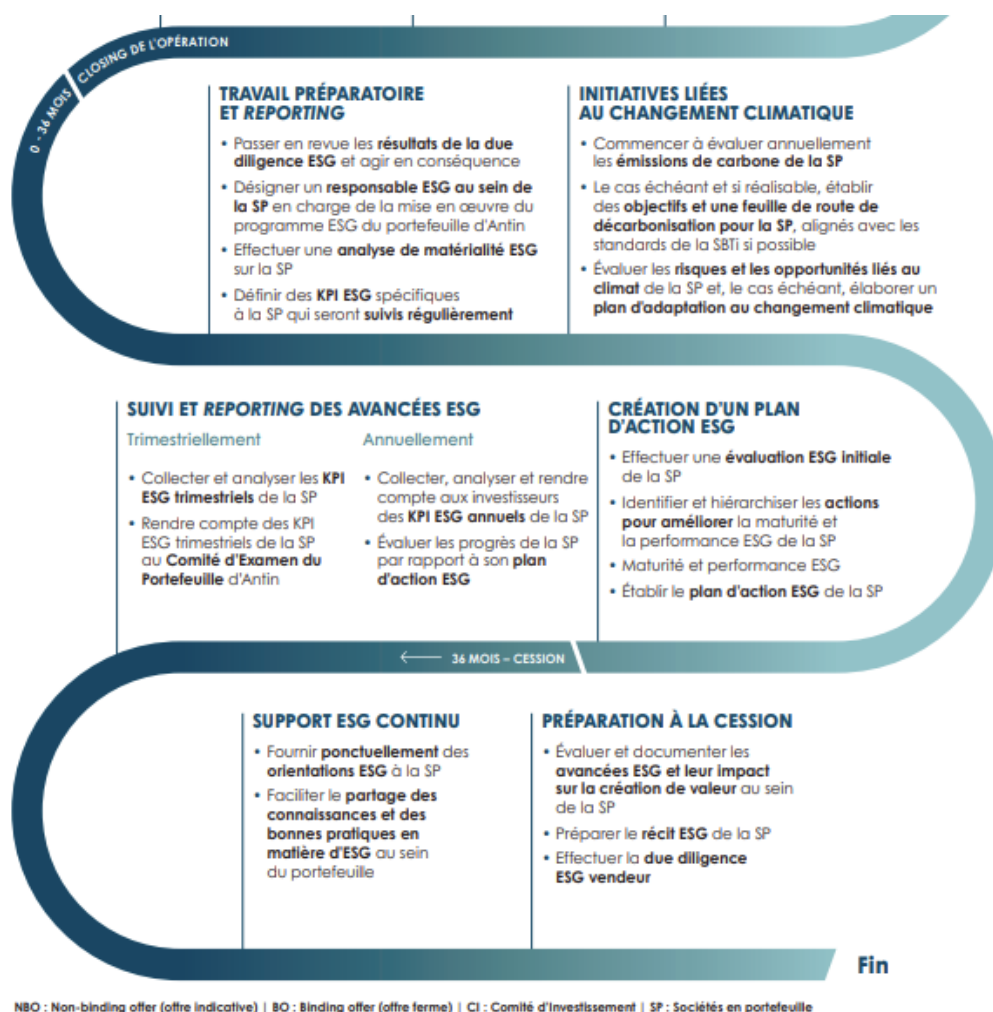 CLOSING DE L'OPÉRATION
0 - 36 MOIS
TRAVAIL PRÉPARATOIRE
ET REPORTING
• Passer en revue les résultats de la due
diligence ESG et agir en conséquence
• Désigner un responsable ESG au sein de
la SP en charge de la mise en œuvre du
programme ESG du portefeuille d'Antin
• Effectuer une analyse de matérialité ESG
sur la SP
• Définir des KPI ESG spécifiques
à la SP qui seront suivis régulièrement
INITIATIVES LIÉES
AU CHANGEMENT CLIMATIQUE
• Commencer à évaluer annuellement
les émissions de carbone de la SP
• Le cas échéant et si réalisable, établir
des objectifs et une feuille de route de
décarbonisation pour la SP, alignés avec les
standards de la SBTi si possible
• Évaluer les risques et les opportunités liés au
climat de la SP et, le cas échéant, élaborer un
plan d'adaptation au changement climatique
SUIVI ET REPORTING DES AVANCÉES ESG
Trimestriellement
• Collecter et analyser les KPI
ESG trimestriels de la SP
• Rendre compte des KPI
ESG trimestriels de la SP
au Comité d'Examen du
Portefeuille d'Antin
Annuellement
• Collecter, analyser et rendre
compte aux investisseurs
des KPI ESG annuels de la SP
• Évaluer les progrès de la SP
par rapport à son plan
d'action ESG
CRÉATION D'UN PLAN
D'ACTION ESG
• Effectuer une évaluation ESG initiale
de la SP
• Identifier et hiérarchiser les actions
pour améliorer la maturité et
la performance ESG de la SP
• Maturité et performance ESG
• Établir le plan d'action ESG de la SP
36 MOIS – CESSION
SUPPORT ESG CONTINU
• Fournir ponctuellement des
orientations ESG à la SP
• Faciliter le partage des
connaissances et des
bonnes pratiques en
matière d'ESG au sein
du portefeuille
PRÉPARATION À LA CESSION
• Évaluer et documenter les
avancées ESG et leur impact
sur la création de valeur au sein
de la SP
• Préparer le récit ESG de la SP
• Effectuer la due diligence
ESG vendeur
Fin
NBO : Non-binding offer (offre indicative) | BO : Binding offer (offre ferme) | CI : Comité d'Investissement | SP : Sociétés en portefeuille